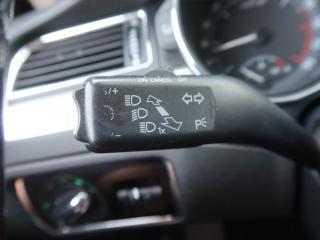 ON CANCEL OFF
S/+
1x
P
/-